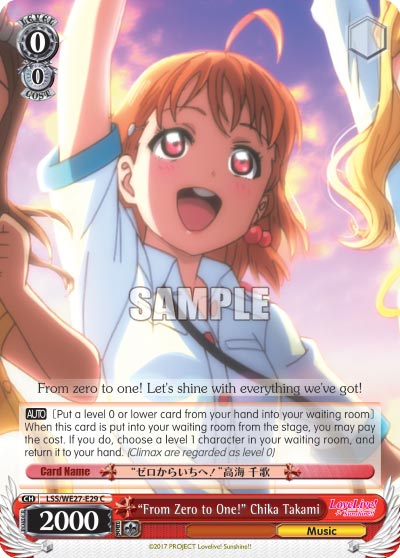 LEVEL
0
0
COST
SAMPLE
From zero to one! Let's shine with everything we've got!
AUTO [Put a level 0 or lower card from your hand into your waiting room]
When this card is put into your waiting room from the stage, you may pay
the cost. If you do, choose a level 1 character in your waiting room, and
return it to your hand. (Climax are regarded as level 0)
Card Name "ゼロからいちへ!"高海 千歌
CH LSS/WE27-E29 C
2000
"From Zero to One!" Chika Takami
LoveLive!
Sunshine!!
Music
©2017 PROJECT Lovelive! Sunshine!!